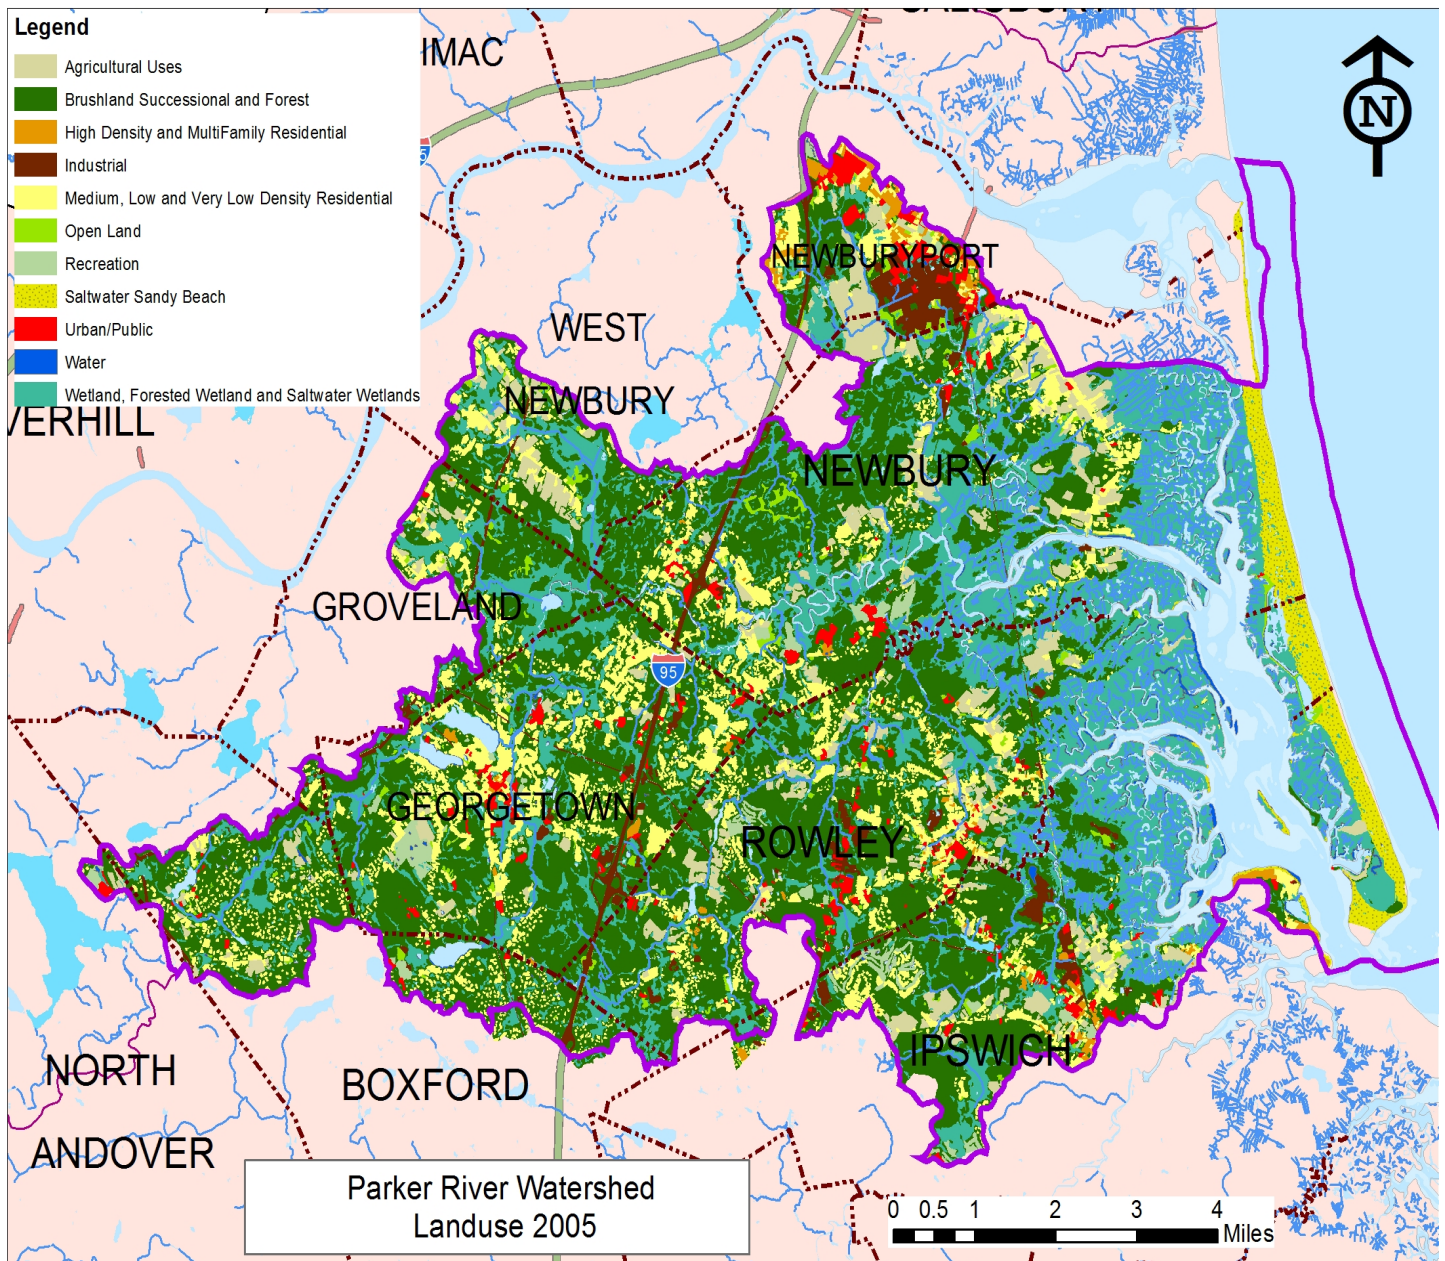 Legend
Agricultural Uses
Brushland Successional and Forest
High Density and MultiFamily Residential
Industrial
Medium, Low and Very Low Density Residential
Open Land
Recreation
Saltwater Sandy Beach
Urban/Public
Water
Wetland, Forested Wetland and Saltwater Wetlands
IMAC
N
NEWBURYPORT
WEST
NEWBURY
VERHILL
NEWBURY
GROVELAND
95
GEORGETOWN
ROWLEY
IPSWICH
NORTH
ANDOVER
BOXFORD
Parker River Watershed
Landuse 2005
0 0.5 1 2 3 4
Miles